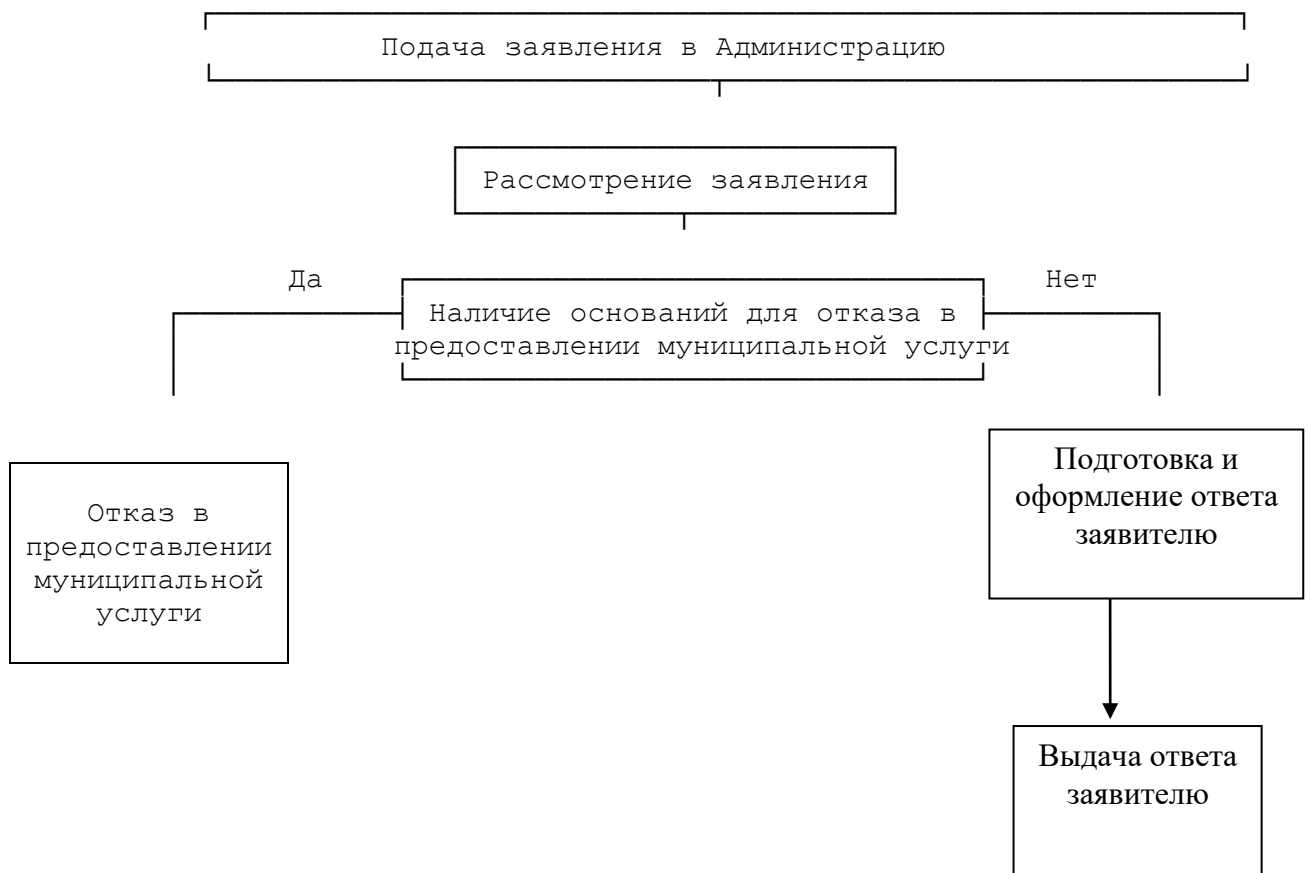 Подача заявления в Администрацию
Рассмотрение заявления
Да
Нет
Наличие оснований для отказа в
предоставлении муниципальной услуги
Отказ в
предоставлении
муниципальной
услуги
Подготовка и
оформление ответа
заявителю
Выдача ответа
заявителю